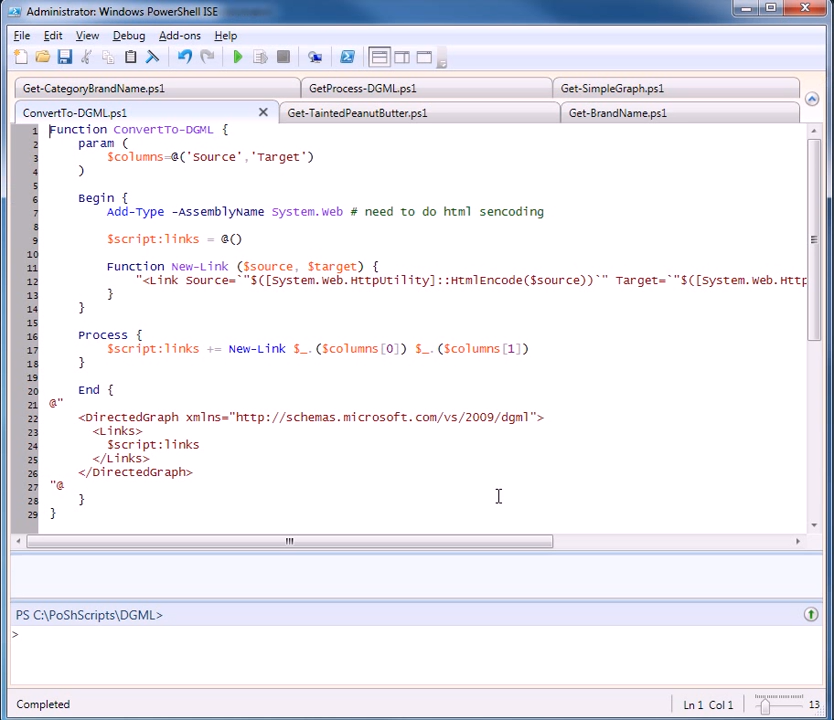 Administrator: Windows PowerShell ISE
File Edit View Debug Add-ons Help
Get-CategoryBrandName.ps1 GetProcess-DGML.ps1 Get-SimpleGraph.ps1
ConvertTo-DGML.ps1 Get-TaintedPeanutButter.ps1 Get-BrandName.ps1
1 Function ConvertTo-DGML {
2 param (
3 $columns=@('Source','Target')
4 )
5
6 Begin {
7 Add-Type -AssemblyName System.Web # need to do html sencoding
8
9 $script:links = @()
10
11 Function New-Link ($source, $target) {
12 "<Link Source=`"$([System.Web.HttpUtility]::HtmlEncode($source))`" Target=`"$([System.Web.Http
13 }
14 }
15
16 Process {
17 $script:links += New-Link $_.($columns[0]) $_.($columns[1])
18 }
19
20 End {
21 @"
22 <DirectedGraph xmlns="http://schemas.microsoft.com/vs/2009/dgml">
23 <Links>
24 $script:links
25 </Links>
26 </DirectedGraph>
27 "@
28 }
29 }
PS C:\PoShScripts\DGML>
>
Completed Ln 1 Col 1 13